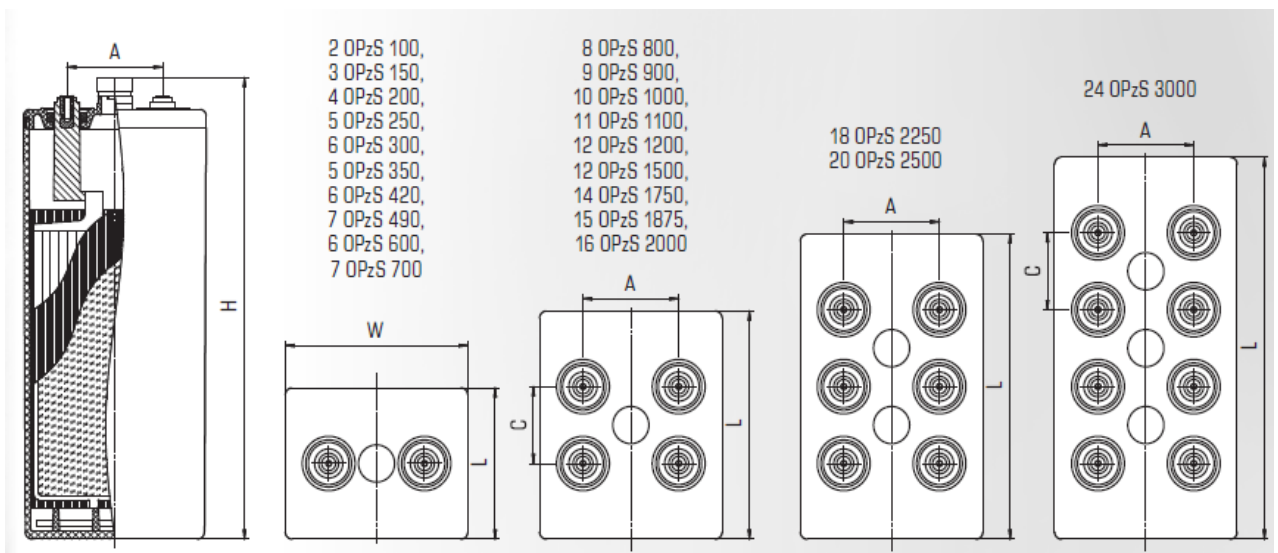 A
H
2 OPzS 100,
3 OPzS 150,
4 OPzS 200,
5 OPzS 250,
6 OPzS 300,
5 OPzS 350,
6 OPzS 420,
7 OPzS 490,
6 OPzS 600,
7 OPzS 700
W
L
8 OPzS 800,
9 OPzS 900,
10 OPzS 1000,
11 OPzS 1100,
12 OPzS 1200,
12 OPzS 1500,
14 OPzS 1750,
15 OPzS 1875,
16 OPzS 2000
A
C
L
18 OPzS 2250
20 OPzS 2500
A
L
24 OPzS 3000
A
C
L